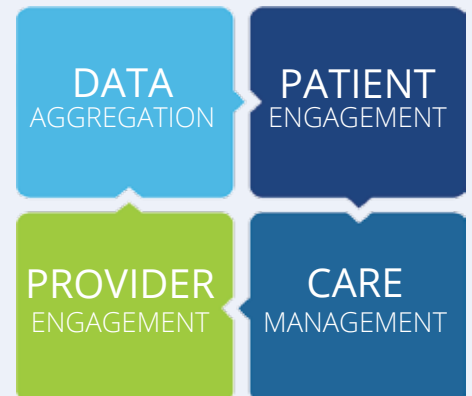 DATA
AGGREGATION
PATIENT
ENGAGEMENT
PROVIDER
ENGAGEMENT
CARE
MANAGEMENT